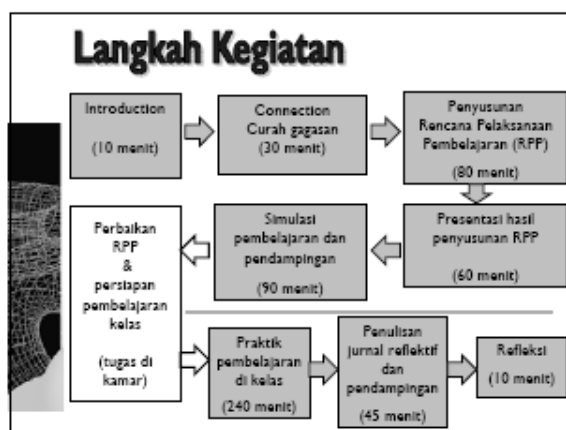 Langkah Kegiatan
Introduction
(10 menit)
Connection
Curah gagasan
(30 menit)
Penyusunan
Rencana Pelaksanaan
Pembelajaran (RPP)
(80 menit)
Presentasi hasil
penyusunan RPP
(60 menit)
Simulasi
pembelajaran dan
pendampingan
(90 menit)
Perbaikan
RPP
&
persiapan
pembelajaran
kelas
(tugas di
kamar)
Praktik
pembelajaran
di kelas
(240 menit)
Penulisan
jurnal reflektif
dan
pendampingan
(45 menit)
Refleksi
(10 menit)